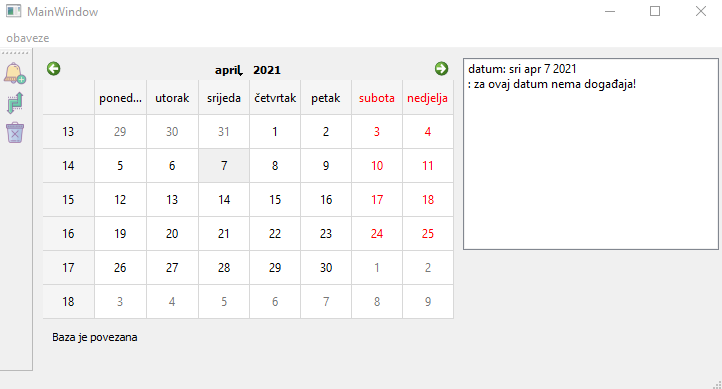 MainWindow
obaveze
april, 2021
poned... utorak srijeda četvrtak petak subota nedjelja
13 29 30 31 1 2 3 4
14 5 6 7 8 9 10 11
15 12 13 14 15 16 17 18
16 19 20 21 22 23 24 25
17 26 27 28 29 30 1 2
18 3 4 5 6 7 8 9
datum: sri apr 7 2021
: za ovaj datum nema događaja!
Baza je povezana